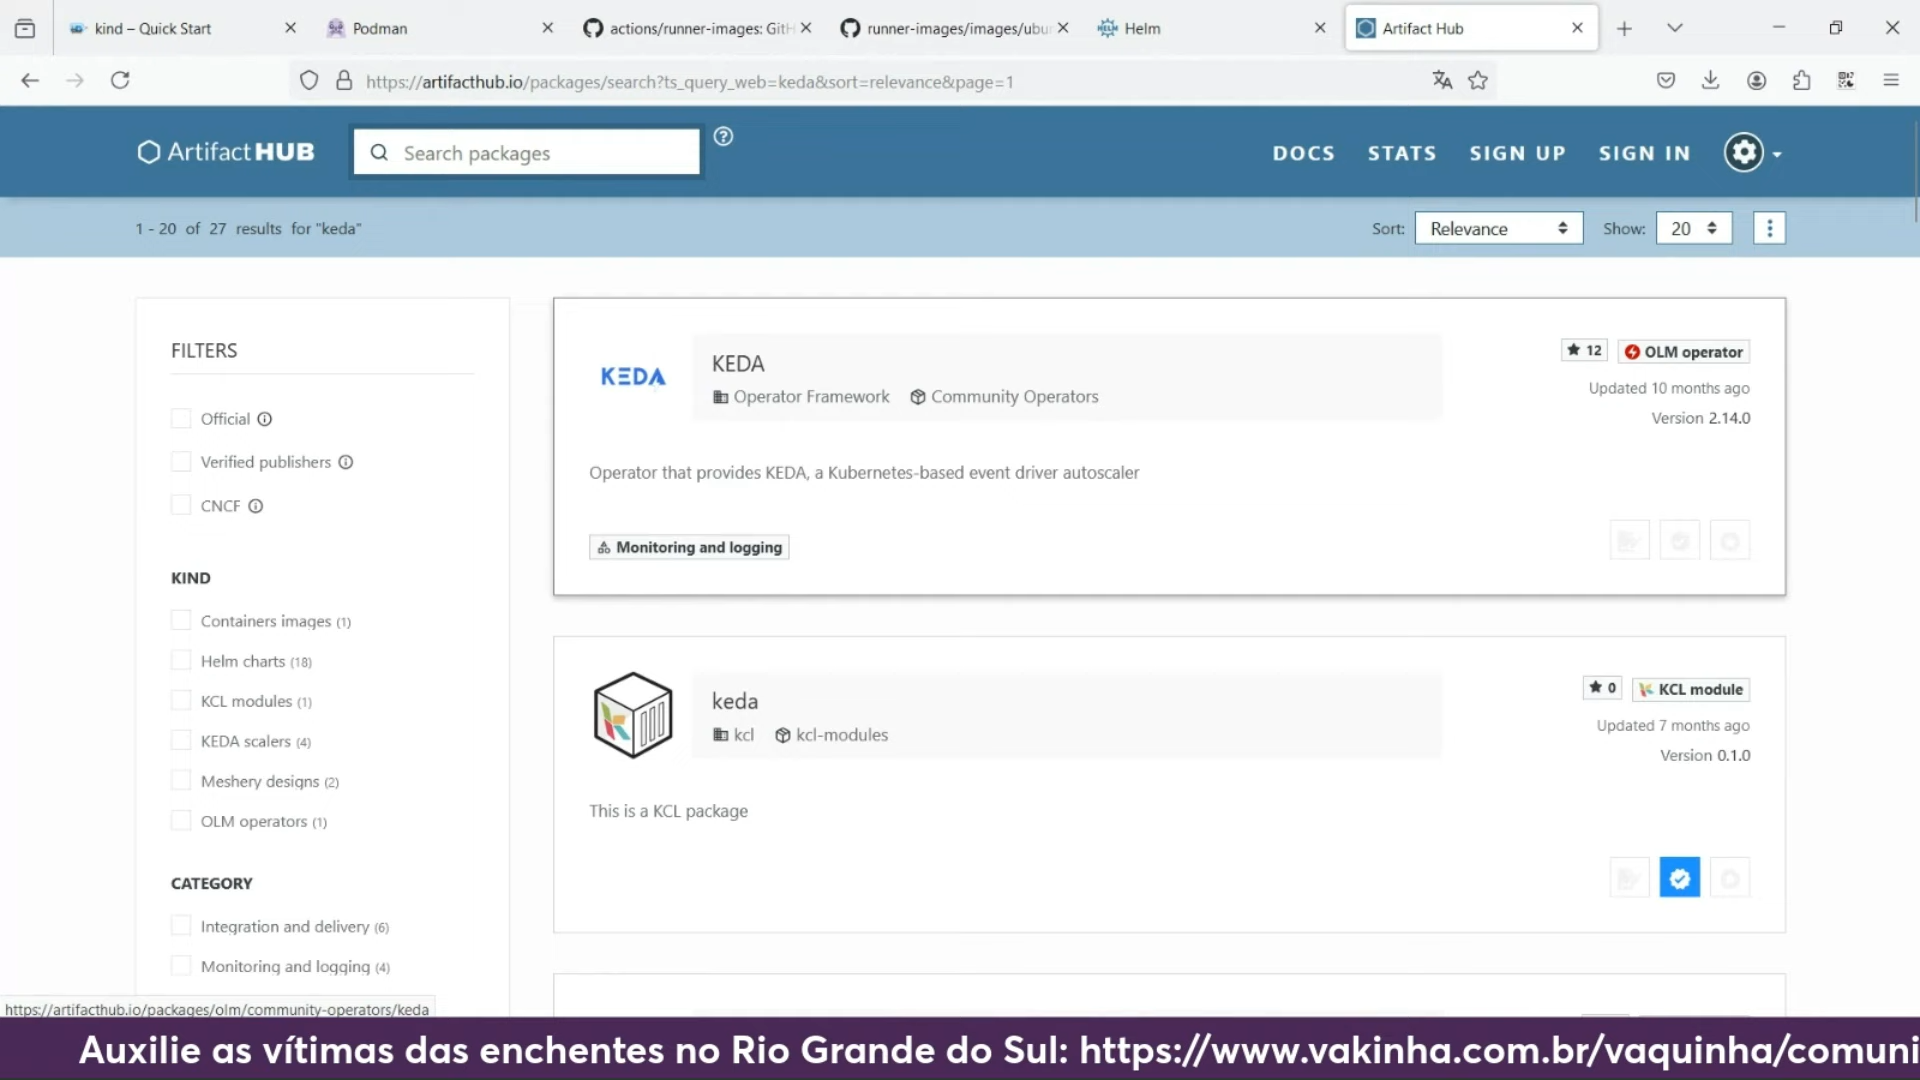 kind – Quick Start
Podman
actions/runner-images: GitH
runner-images/images/ubu
Helm
Artifact Hub
https://artifacthub.io/packages/search?ts_query_web=keda&sort=relevance&page=1
ArtifactHUB
Search packages
DOCS
STATS
SIGN UP
SIGN IN
1 - 20 of 27 results for "keda"
Sort: Relevance
Show: 20
FILTERS
Official
Verified publishers
CNCF
KIND
Containers images (1)
Helm charts (18)
KCL modules (1)
KEDA scalers (4)
Meshery designs (2)
OLM operators (1)
CATEGORY
Integration and delivery (6)
Monitoring and logging (4)
KEDA
KEDA
Operator Framework Community Operators
12 OLM operator
Updated 10 months ago
Version 2.14.0
Operator that provides KEDA, a Kubernetes-based event driver autoscaler
Monitoring and logging
keda
kcl kcl-modules
0 KCL module
Updated 7 months ago
Version 0.1.0
This is a KCL package
https://artifacthub.io/packages/olm/community-operators/keda
Auxilie as vítimas das enchentes no Rio Grande do Sul: https://www.vakinha.com.br/vaquinha/comuni